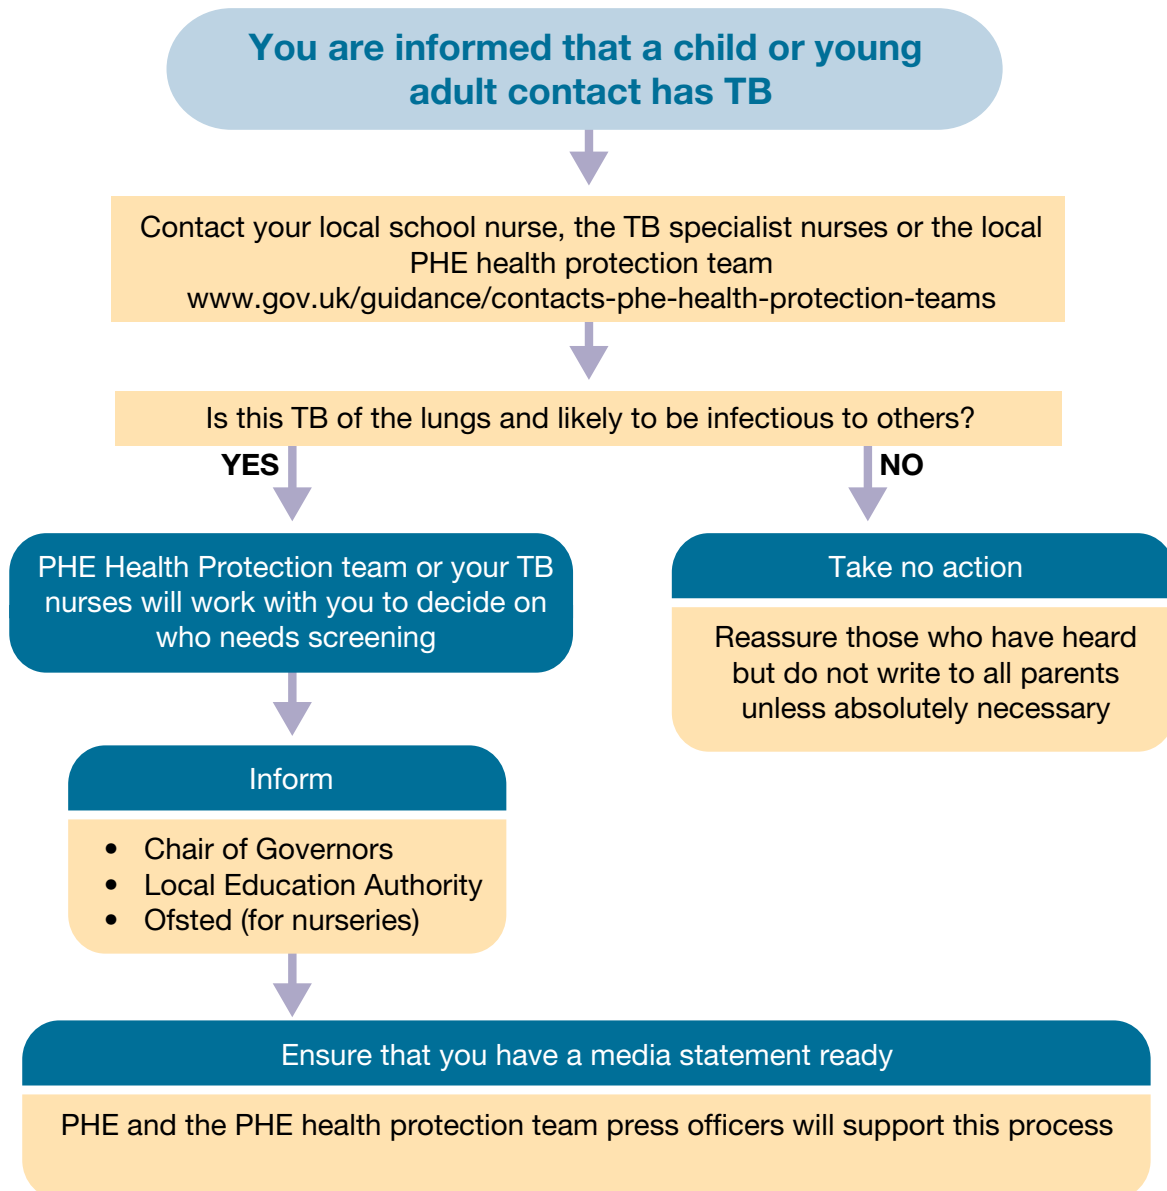 You are informed that a child or young
adult contact has TB
Contact your local school nurse, the TB specialist nurses or the local
PHE health protection team
www.gov.uk/guidance/contacts-phe-health-protection-teams
Is this TB of the lungs and likely to be infectious to others?
YES
NO
PHE Health Protection team or your TB
nurses will work with you to decide on
who needs screening
Take no action
Reassure those who have heard
but do not write to all parents
unless absolutely necessary
Inform
• Chair of Governors
• Local Education Authority
• Ofsted (for nurseries)
Ensure that you have a media statement ready
PHE and the PHE health protection team press officers will support this process